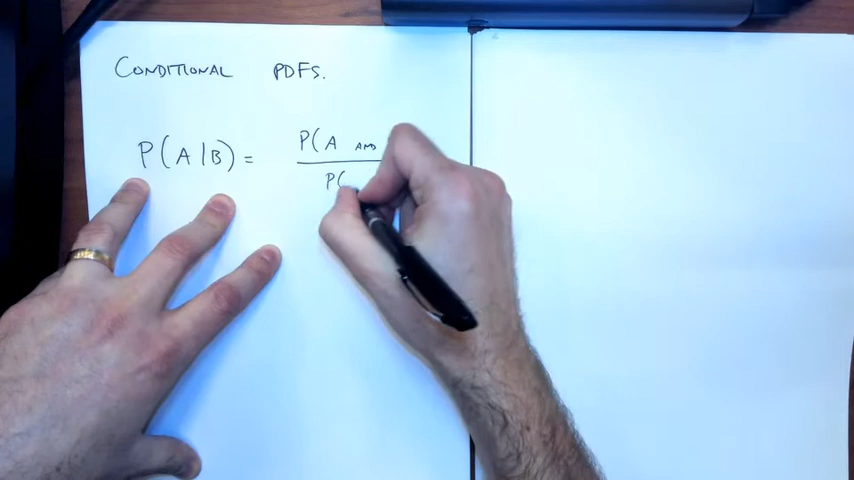 CONDITIONAL PDFS.
P(A|B) = P(A AND
P(